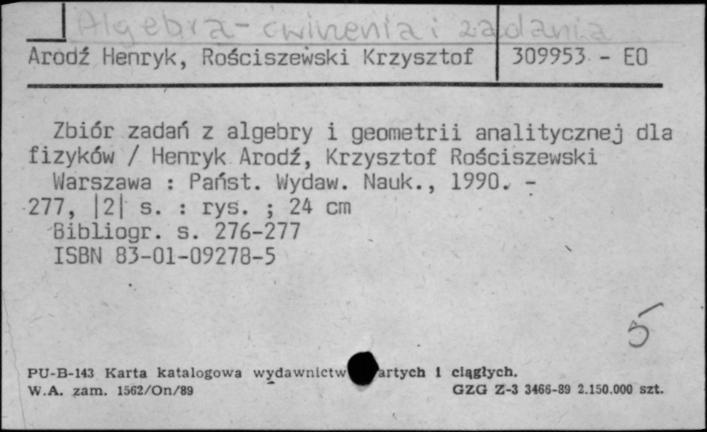 Algebra - ćwiczenia i zadania
Arodź Henryk, Rościszewski Krzysztof 309953 - EO
Zbiór zadań z algebry i geometrii analitycznej dla
fizyków / Henryk Arodź, Krzysztof Rościszewski
Warszawa : Państ. Wydaw. Nauk., 1990. -
277, |2| s. : rys. ; 24 cm
Bibliogr. s. 276-277
ISBN 83-01-09278-5
5
PU-B-143 Karta katalogowa wydawnictw artych i ciągłych.
W.A. zam. 1562/On/89 GZG Z-3 3466-89 2.150.000 szt.